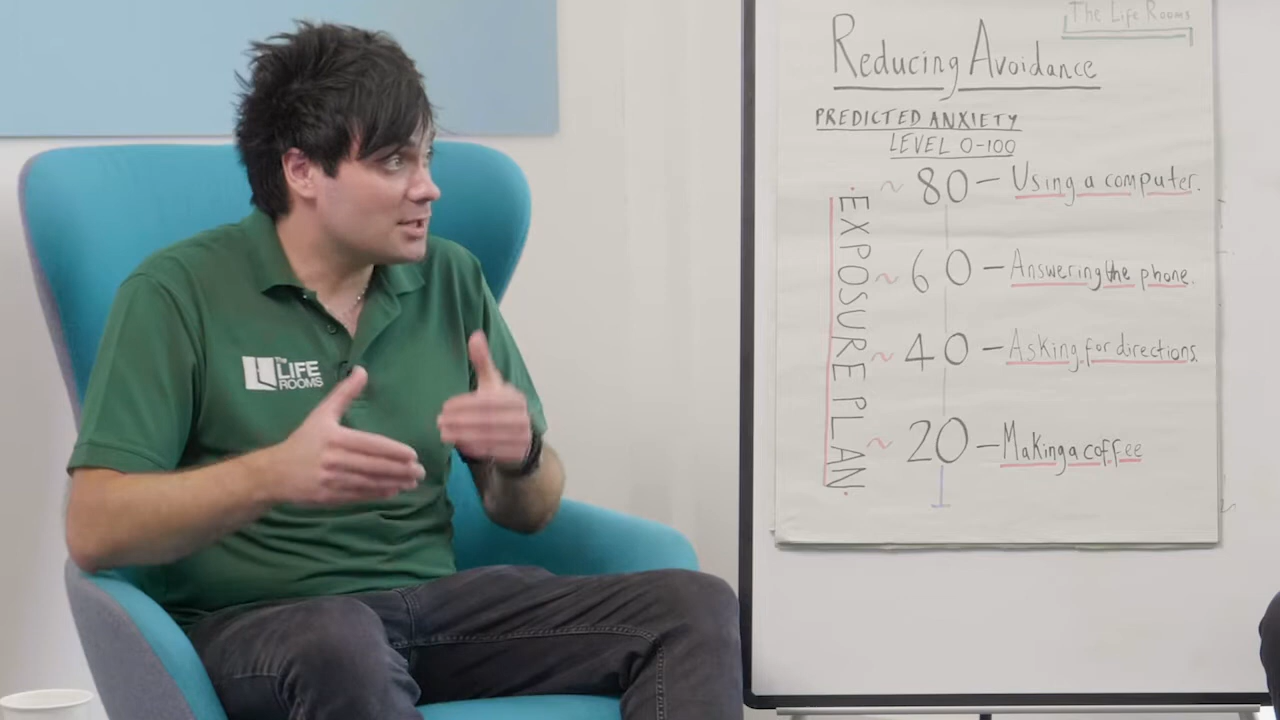 The Life Rooms
Reducing Avoidance
PREDICTED ANXIETY
LEVEL 0-100
~ 80 – Using a computer.
~ 60 – Answering the phone.
~ 40 – Asking for directions.
~ 20 – Making a coffee
EXPOSURE PLAN
The
LIFE
ROOMS